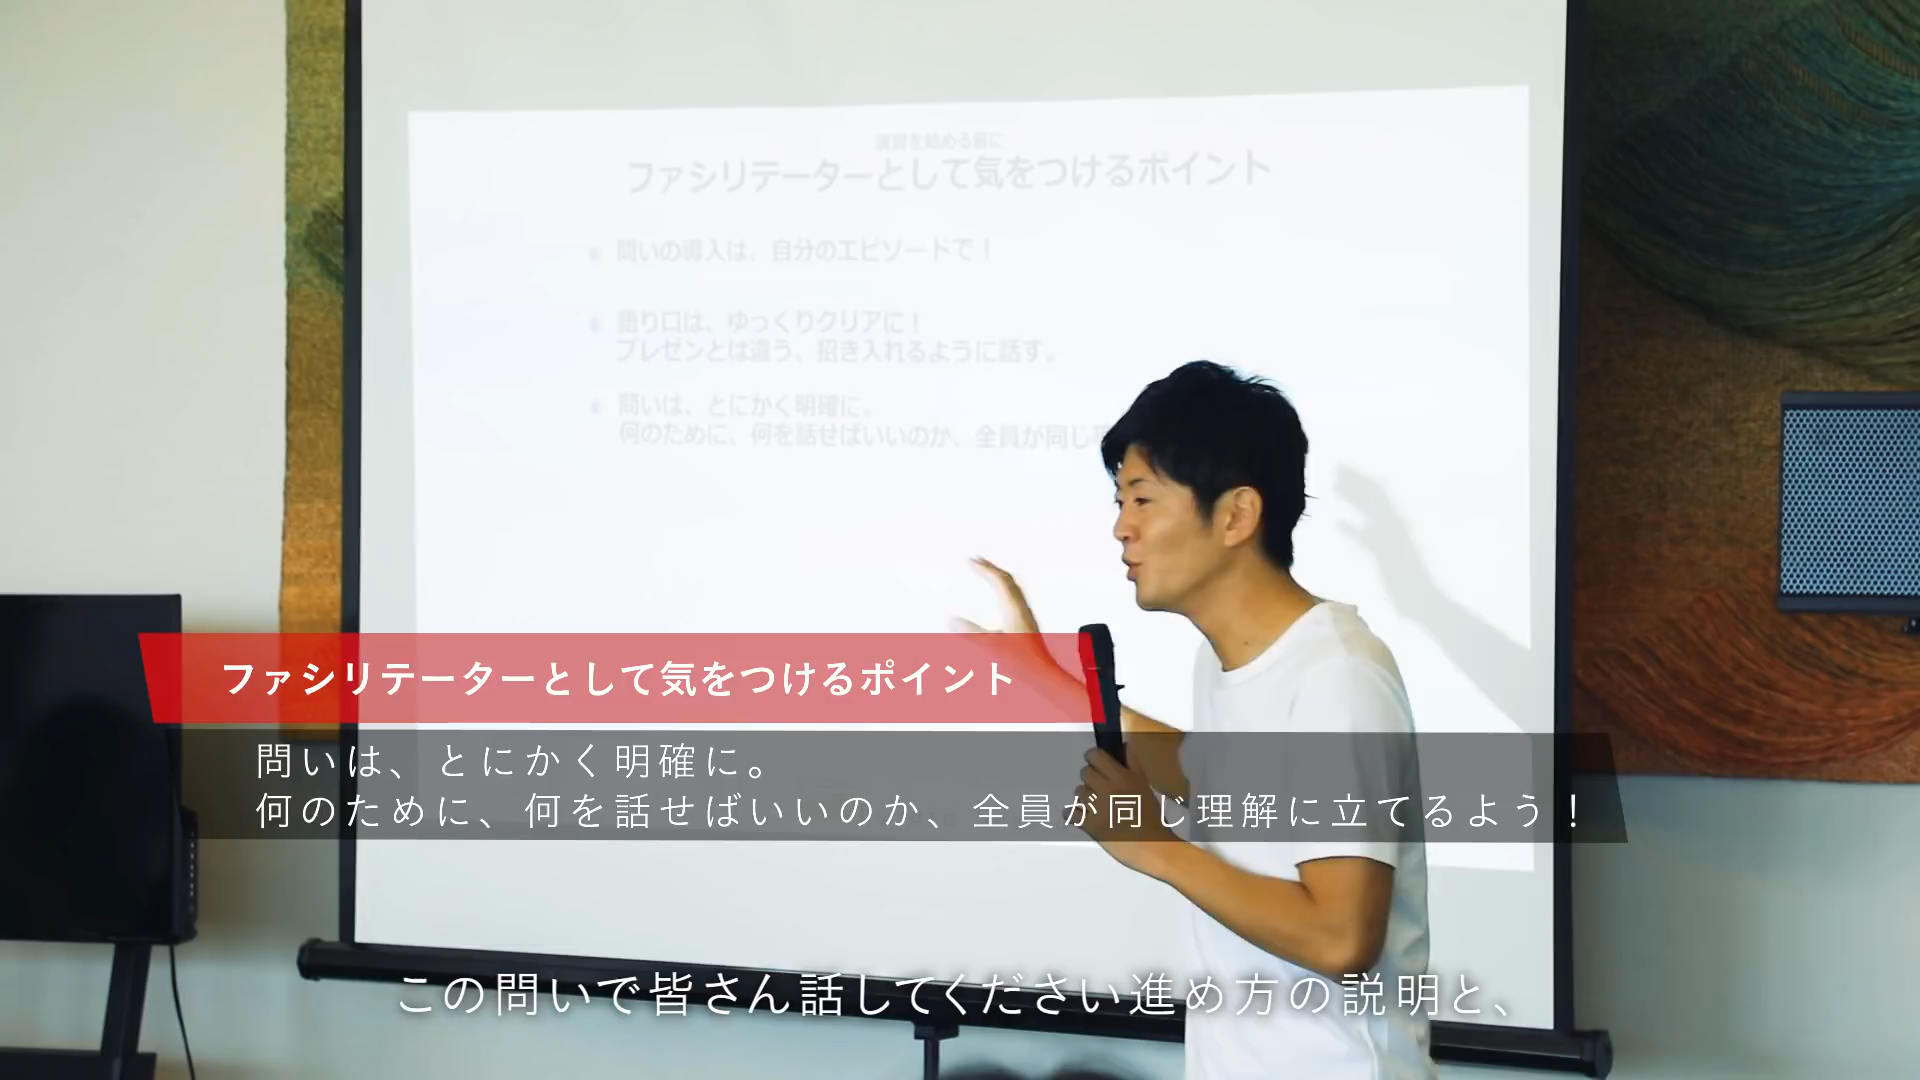 演習を始める前に
ファシリテーターとして気をつけるポイント
問いの導入は、自分のエピソードで！
語り口は、ゆっくりクリアに！
プレゼンとは違う、招き入れるように話す。
問いは、とにかく明確に。
何のために、何を話せばいいのか、全員が同じ
ファシリテーターとして気をつけるポイント
問いは、とにかく明確に。
何のために、何を話せばいいのか、全員が同じ理解に立てるよう！
この問いで皆さん話してください進め方の説明と、